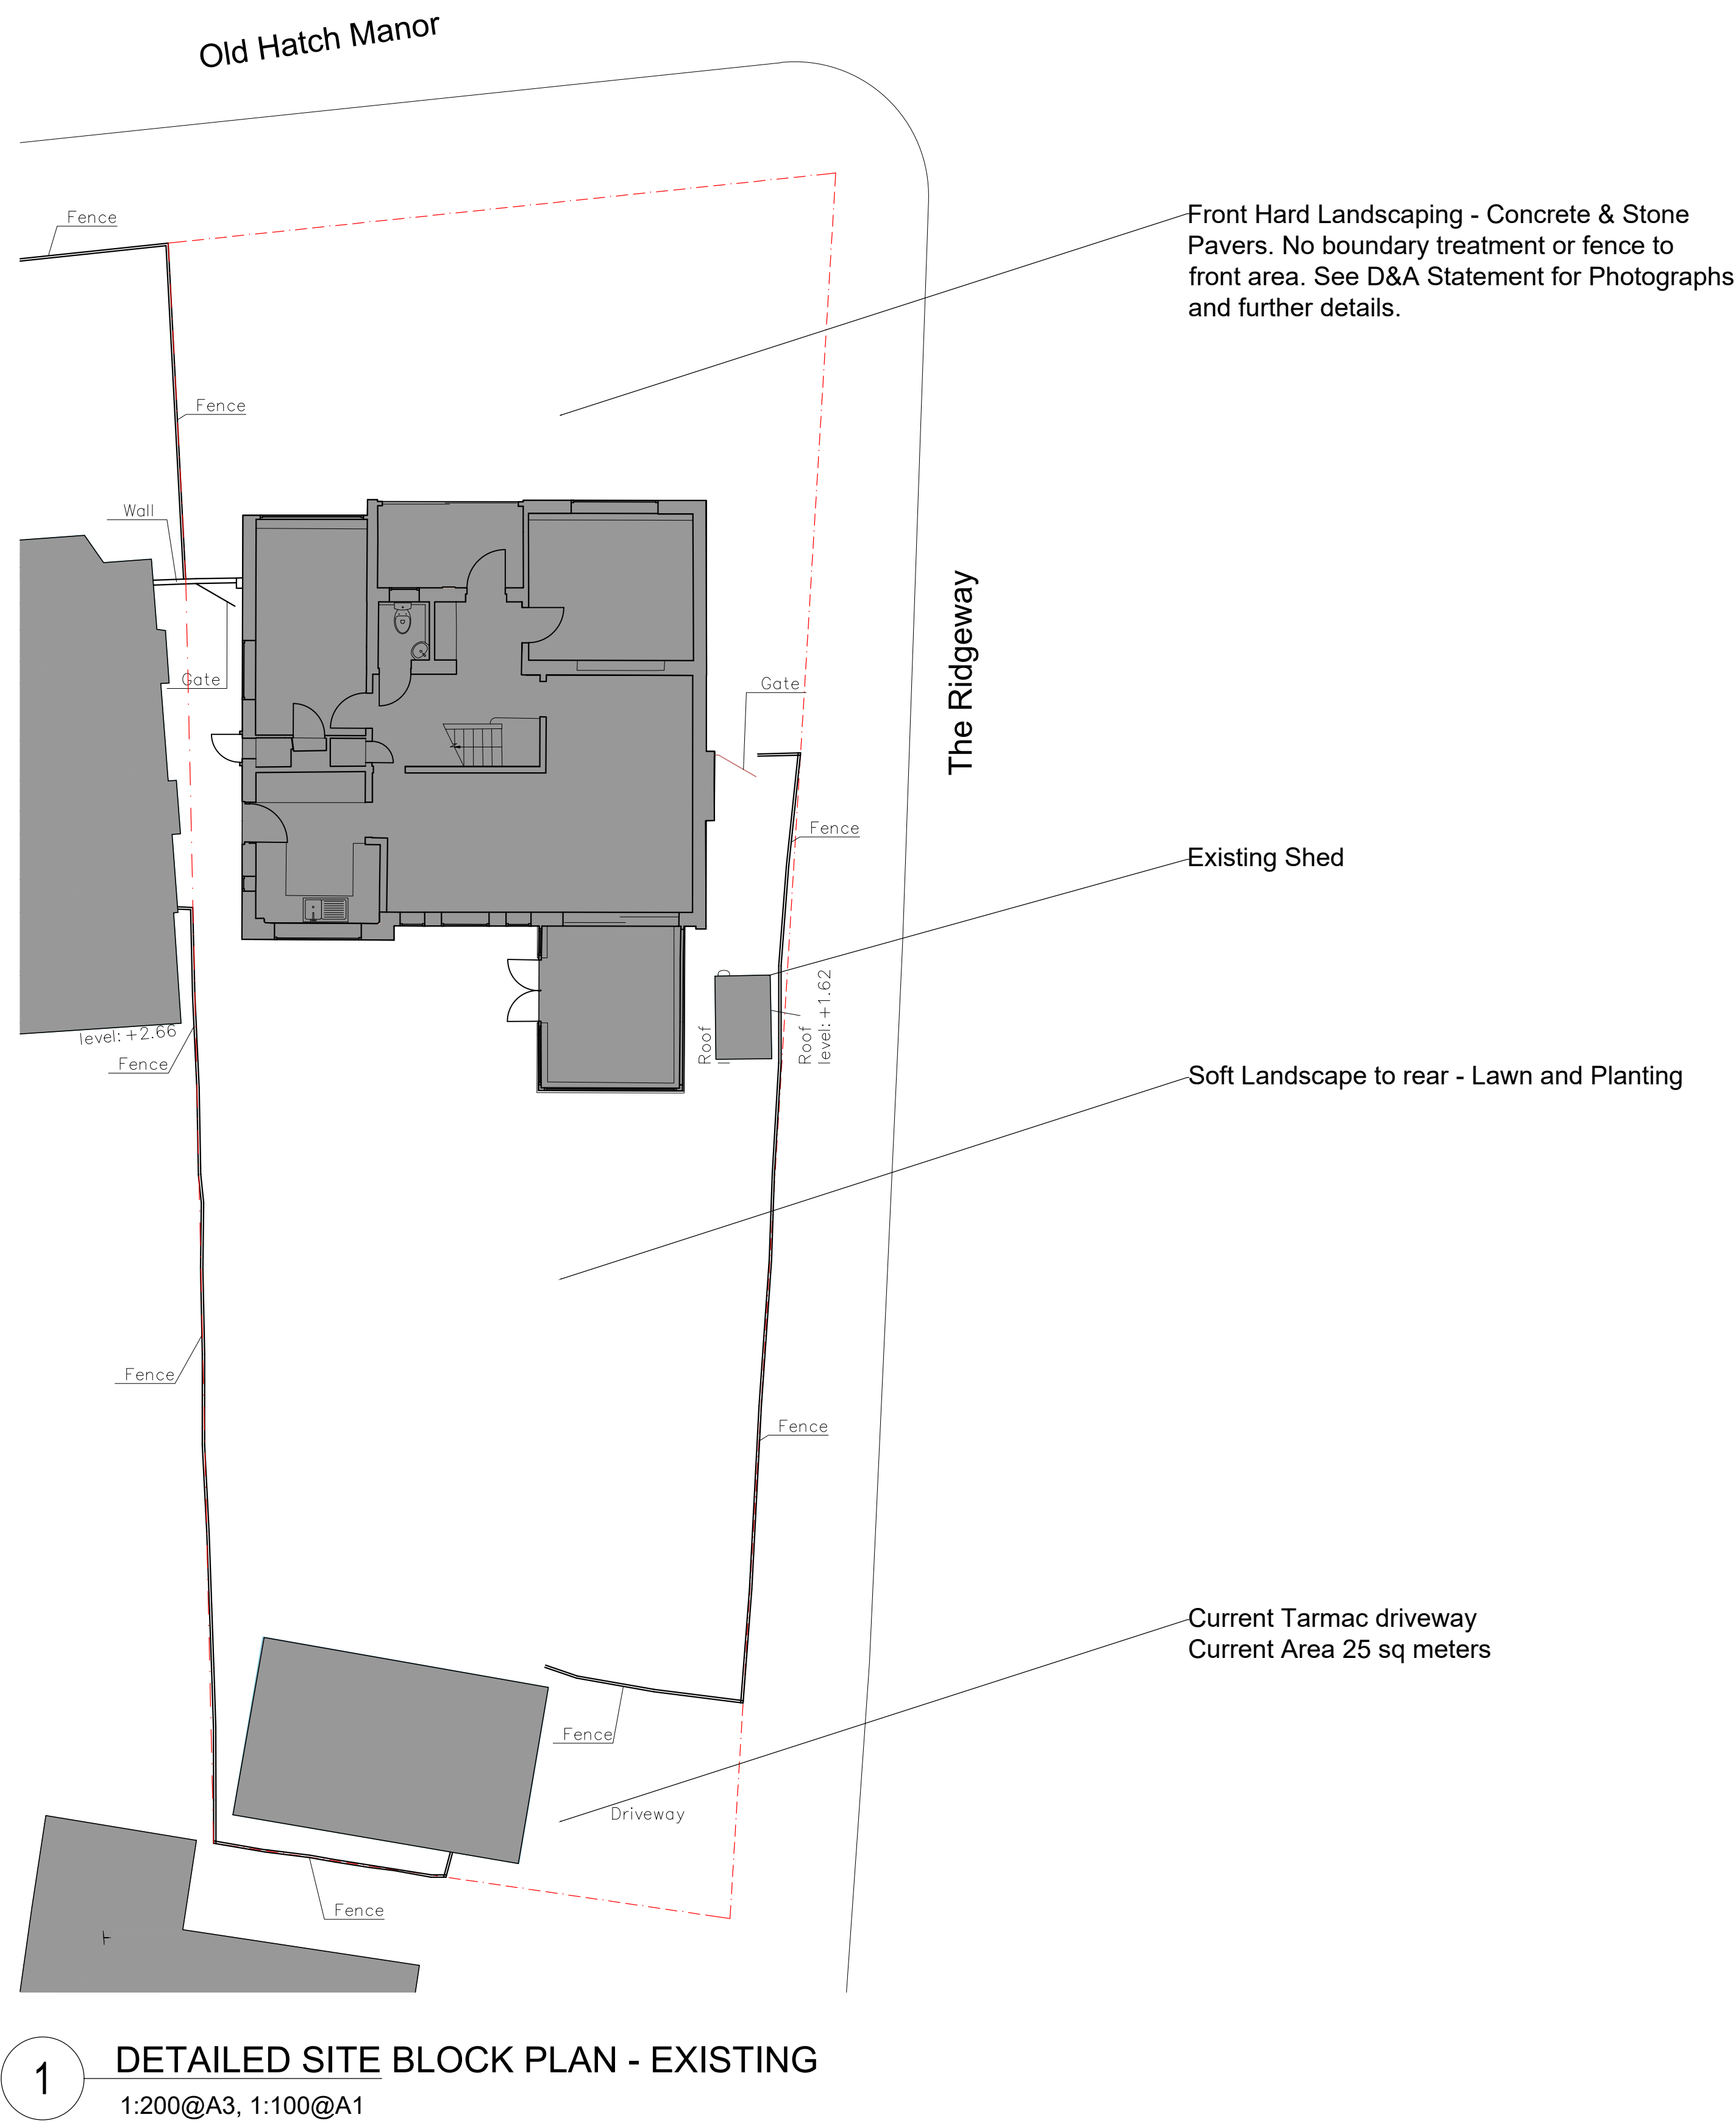 Old Hatch Manor
Fence
Front Hard Landscaping - Concrete & Stone
Pavers. No boundary treatment or fence to
front area. See D&A Statement for Photographs
and further details.
Fence
Wall
The Ridgeway
Gate
Gate
Fence
Existing Shed
Roof
Roof
level: +1.62
level: +2.66
Fence
Soft Landscape to rear - Lawn and Planting
Fence
Fence
Current Tarmac driveway
Current Area 25 sq meters
Fence
Driveway
Fence
1
DETAILED SITE BLOCK PLAN - EXISTING
1:200@A3, 1:100@A1